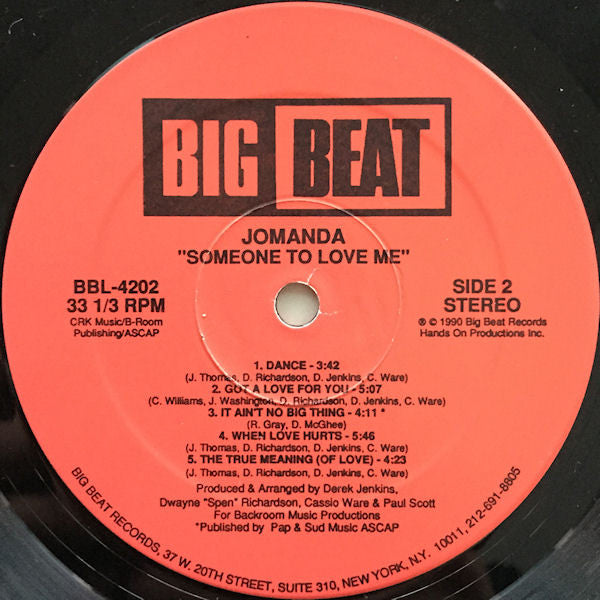 BIG BEAT
JOMANDA
"SOMEONE TO LOVE ME"
BBL-4202
33 1/3 RPM
CRK Music/B-Room
Publishing/ASCAP
SIDE 2
STEREO
℗ © 1990 Big Beat Records
Hands On Productions Inc.
1. DANCE - 3:42
(J. Thomas, D. Richardson, D. Jenkins, C. Ware)
2. GOT A LOVE FOR YOU - 5:07
(C. Williams, J. Washington, D. Richardson, D. Jenkins, C. Ware)
3. IT AIN'T NO BIG THING - 4:11 *
(R. Gray, D. McGhee)
4. WHEN LOVE HURTS - 5:46
(J. Thomas, D. Richardson, D. Jenkins, C. Ware)
5. THE TRUE MEANING (OF LOVE) - 4:23
(J. Thomas, D. Richardson, D. Jenkins, C. Ware)
Produced & Arranged by Derek Jenkins,
Dwayne "Spen" Richardson, Cassio Ware & Paul Scott
For Backroom Music Productions
*Published by Pap & Sud Music ASCAP
BIG BEAT RECORDS, 37 W. 20TH STREET, SUITE 310, NEW YORK, N.Y. 10011, 212-691-8805